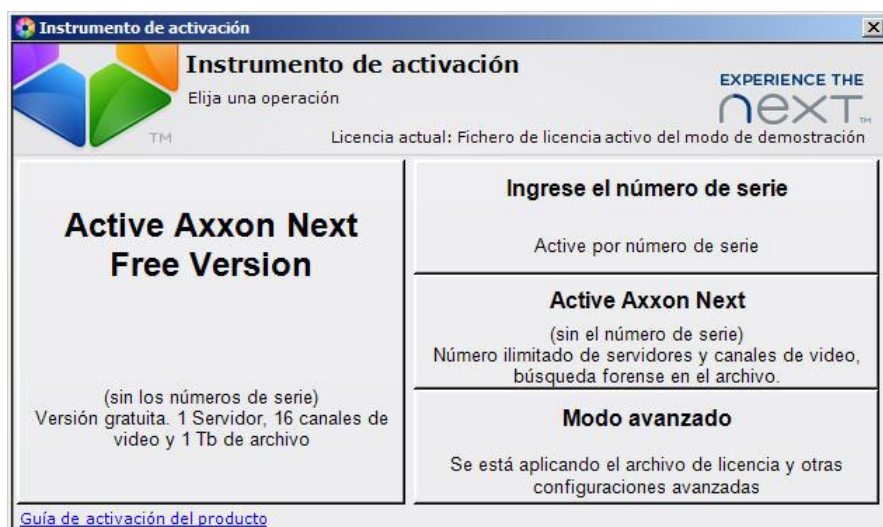 Instrumento de activación
Instrumento de activación
Elija una operación
EXPERIENCE THE
next TM
TM
Licencia actual: Fichero de licencia activo del modo de demostración
Active Axxon Next
Free Version
(sin los números de serie)
Versión gratuita. 1 Servidor, 16 canales de
video y 1 Tb de archivo
Ingrese el número de serie
Active por número de serie
Active Axxon Next
(sin el número de serie)
Número ilimitado de servidores y canales de video,
búsqueda forense en el archivo.
Modo avanzado
Se está aplicando el archivo de licencia y otras
configuraciones avanzadas
Guía de activación del producto